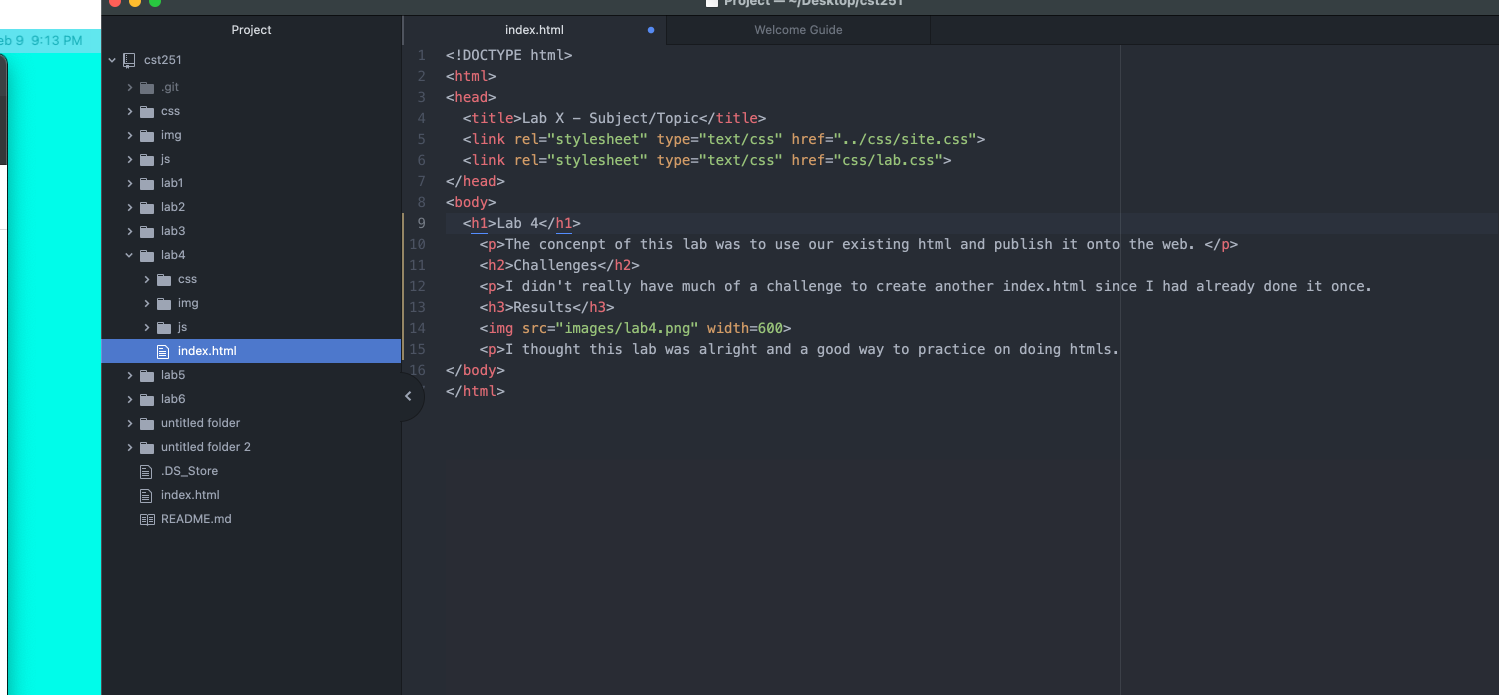 Project — ~/Desktop/cst251
eb 9 9:13 PM
Project
index.html
Welcome Guide
cst251
.git
css
img
js
lab1
lab2
lab3
lab4
css
img
js
index.html
lab5
lab6
untitled folder
untitled folder 2
.DS_Store
index.html
README.md
1 <!DOCTYPE html>
2 <html>
3 <head>
4 <title>Lab X – Subject/Topic</title>
5 <link rel="stylesheet" type="text/css" href="../css/site.css">
6 <link rel="stylesheet" type="text/css" href="css/lab.css">
7 </head>
8 <body>
9 <h1>Lab 4</h1>
10 <p>The concenpt of this lab was to use our existing html and publish it onto the web. </p>
11 <h2>Challenges</h2>
12 <p>I didn't really have much of a challenge to create another index.html since I had already done it once.
13 <h3>Results</h3>
14 <img src="images/lab4.png" width=600>
15 <p>I thought this lab was alright and a good way to practice on doing htmls.
16 </body>
</html>